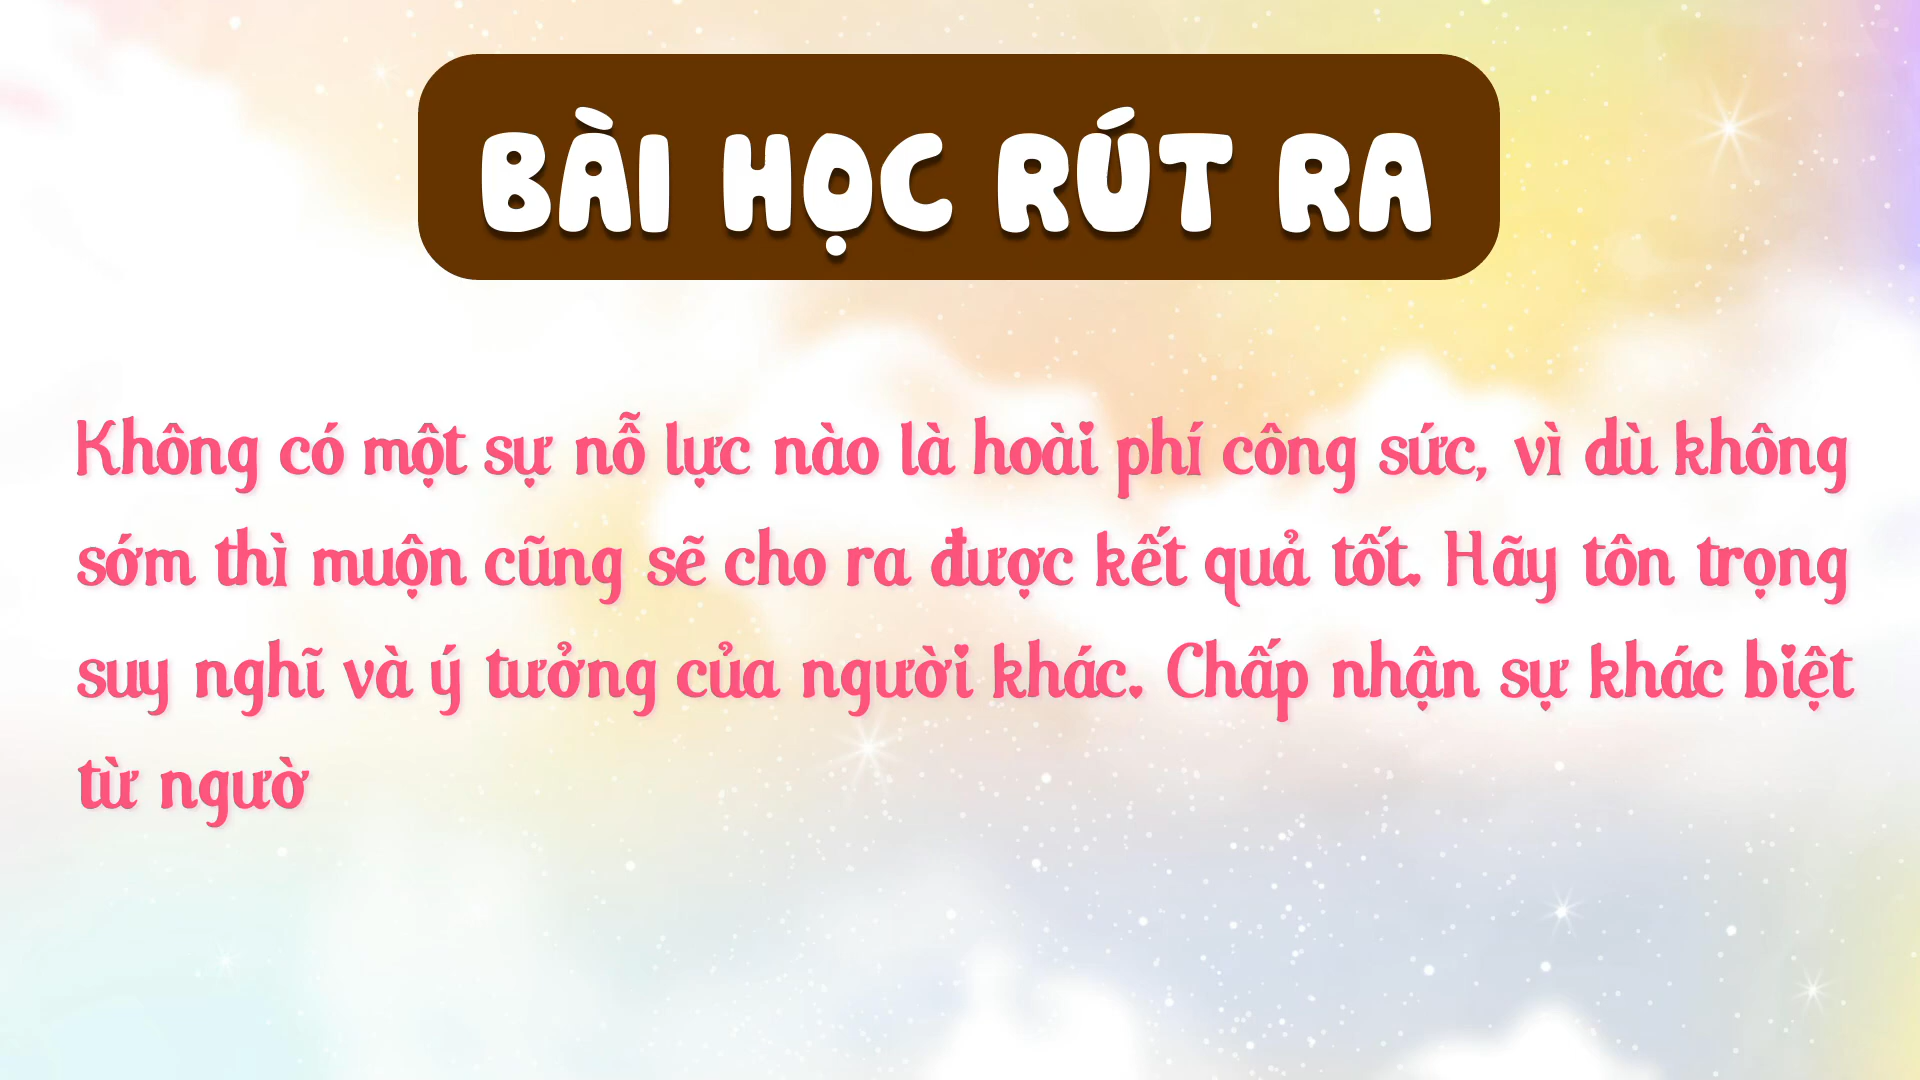 BÀI HỌC RÚT RA
Không có một sự nỗ lực nào là hoài phí công sức, vì dù không
sớm thì muộn cũng sẽ cho ra được kết quả tốt. Hãy tôn trọng
suy nghĩ và ý tưởng của người khác. Chấp nhận sự khác biệt
từ ngườ